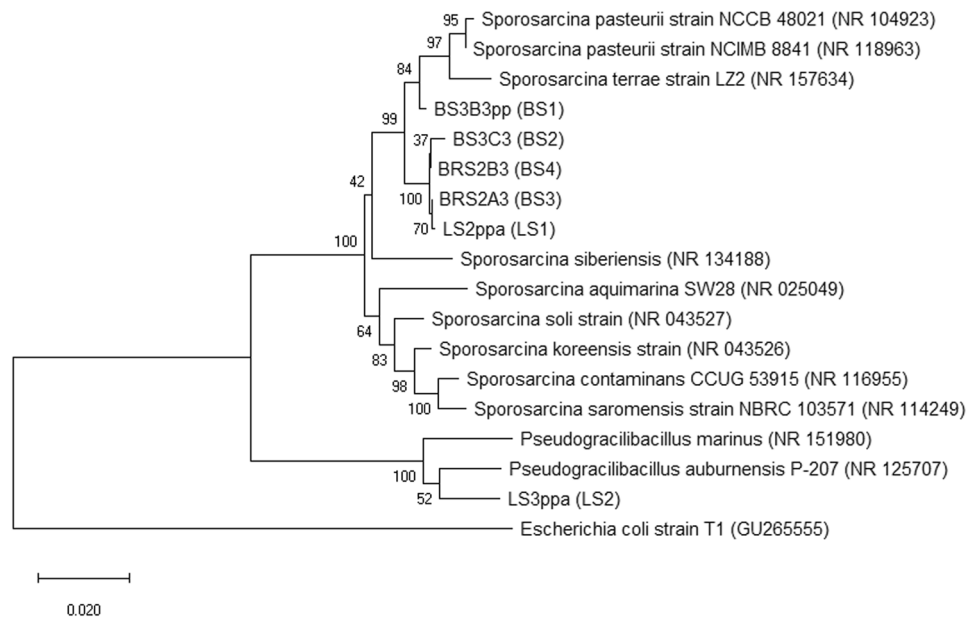 95 Sporosarcina pasteurii strain NCCB 48021 (NR 104923)
97 Sporosarcina pasteurii strain NCIMB 8841 (NR 118963)
84 Sporosarcina terrae strain LZ2 (NR 157634)
BS3B3pp (BS1)
99
37 BS3C3 (BS2)
BRS2B3 (BS4)
42
100 BRS2A3 (BS3)
70 LS2ppa (LS1)
100
Sporosarcina siberiensis (NR 134188)
Sporosarcina aquimarina SW28 (NR 025049)
64 Sporosarcina soli strain (NR 043527)
83 Sporosarcina koreensis strain (NR 043526)
98 Sporosarcina contaminans CCUG 53915 (NR 116955)
100 Sporosarcina saromensis strain NBRC 103571 (NR 114249)
Pseudogracilibacillus marinus (NR 151980)
100 Pseudogracilibacillus auburnensis P-207 (NR 125707)
52 LS3ppa (LS2)
Escherichia coli strain T1 (GU265555)
0.020